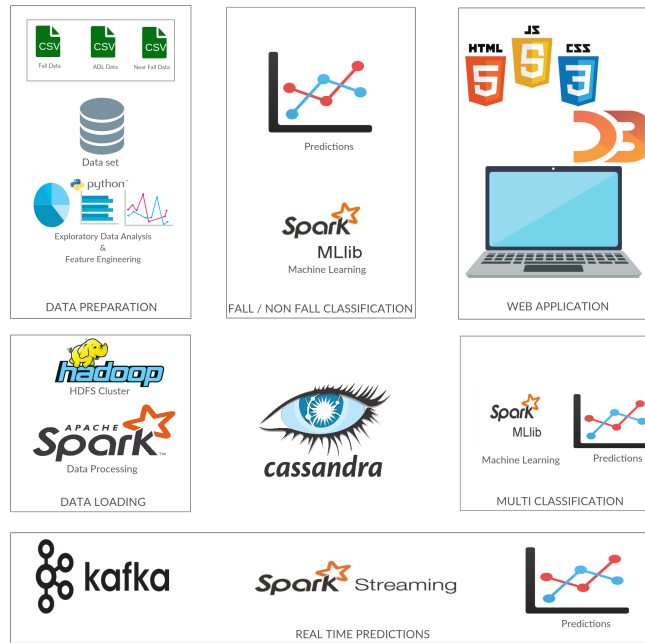 CSV
CSV
CSV
Fall Data
ADL Data
Near Fall Data
Data set
python™
Exploratory Data Analysis
&
Feature Engineering
DATA PREPARATION
Predictions
Spark
MLlib
Machine Learning
FALL / NON FALL CLASSIFICATION
HTML
5
JS
5
CSS
3
D3
WEB APPLICATION
hadoop
HDFS Cluster
APACHE
Spark™
Data Processing
DATA LOADING
cassandra
Spark
MLlib
Machine Learning
Predictions
MULTI CLASSIFICATION
kafka
Spark Streaming
Predictions
REAL TIME PREDICTIONS